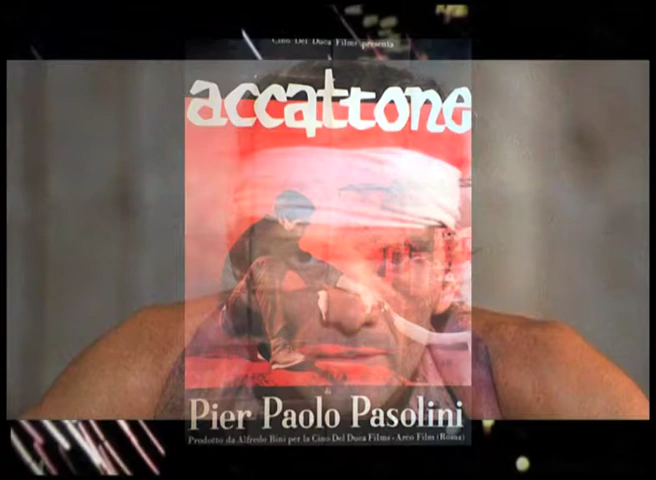 Cino Del Duca Films presenta
accattone
di
Pier Paolo Pasolini
Prodotto da Alfredo Bini per la Cino Del Duca Films - Arco Film (Roma)